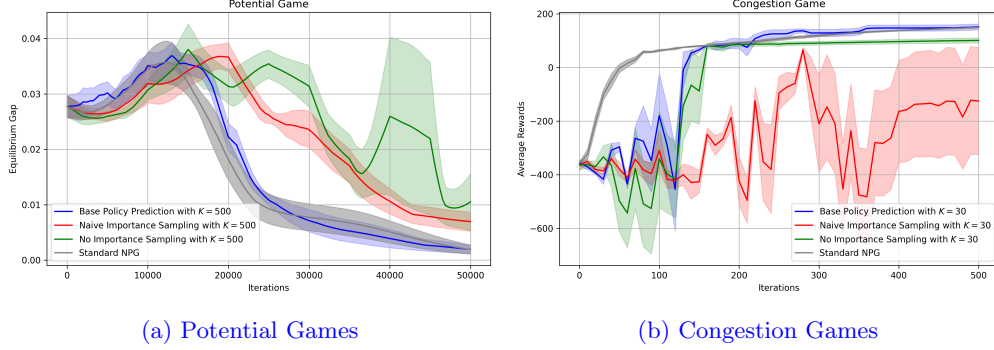 Potential Game
0.04
0.03
0.02
0.01
0.00
Equilibrium Gap
Base Policy Prediction with K = 500
Naive Importance Sampling with K = 500
No Importance Sampling with K = 500
Standard NPG
0
10000
20000
30000
40000
50000
Iterations
(a) Potential Games
Congestion Game
200
0
−200
−400
−600
Average Rewards
Base Policy Prediction with K = 30
Naive Importance Sampling with K = 30
No Importance Sampling with K = 30
Standard NPG
0
100
200
300
400
500
Iterations
(b) Congestion Games